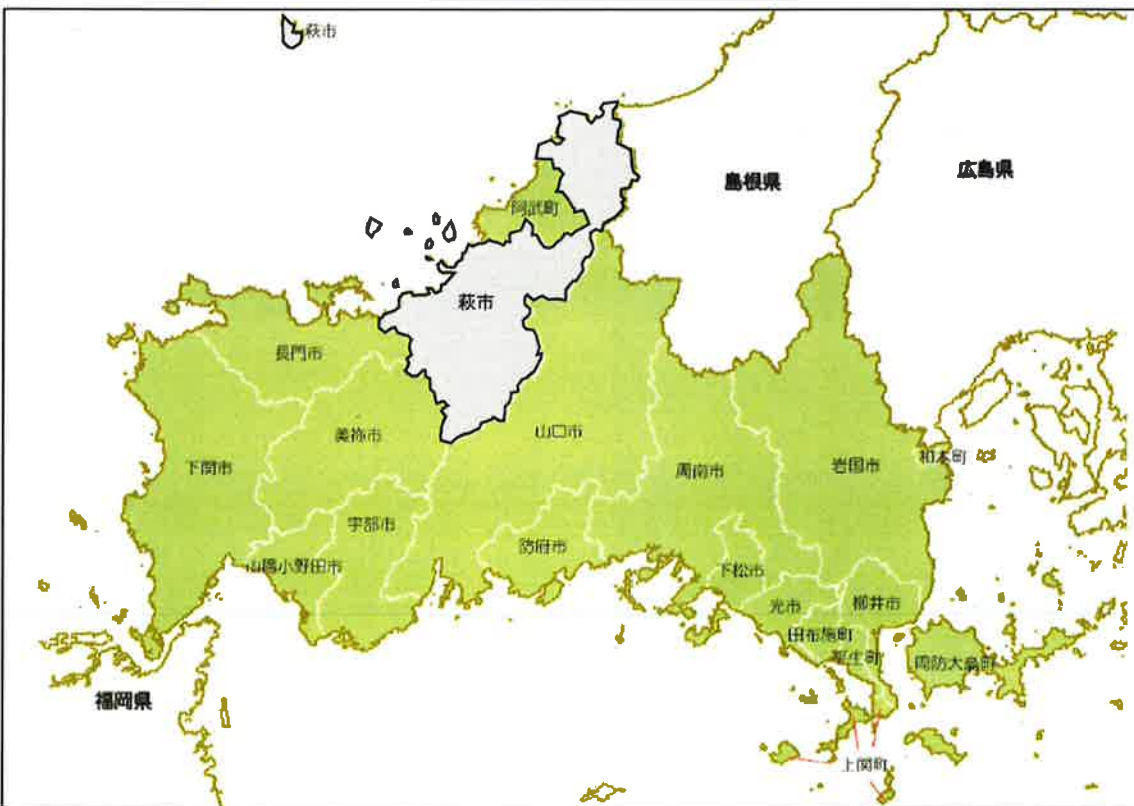 萩市
島根県
広島県
阿武町
萩市
長門市
美祢市
山口市
下関市
周南市
岩国市
和木町
宇部市
防府市
山陽小野田市
下松市
光市
柳井市
田布施町
平生町
周防大島町
福岡県
上関町